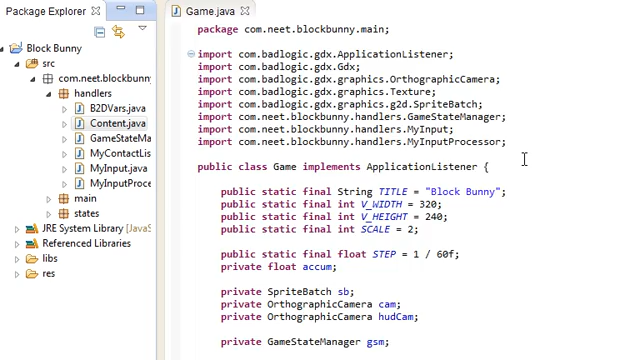 Package Explorer
Block Bunny
src
com.neet.blockbunny
handlers
B2DVars.java
Content.java
GameStateMa
MyContactLis
MyInput.java
MyInputProce
main
states
JRE System Library [JavaS
Referenced Libraries
libs
res
Game.java
package com.neet.blockbunny.main;
import com.badlogic.gdx.ApplicationListener;
import com.badlogic.gdx.Gdx;
import com.badlogic.gdx.graphics.OrthographicCamera;
import com.badlogic.gdx.graphics.Texture;
import com.badlogic.gdx.graphics.g2d.SpriteBatch;
import com.neet.blockbunny.handlers.GameStateManager;
import com.neet.blockbunny.handlers.MyInput;
import com.neet.blockbunny.handlers.MyInputProcessor;
public class Game implements ApplicationListener {
public static final String TITLE = "Block Bunny";
public static final int V_WIDTH = 320;
public static final int V_HEIGHT = 240;
public static final int SCALE = 2;
public static final float STEP = 1 / 60f;
private float accum;
private SpriteBatch sb;
private OrthographicCamera cam;
private OrthographicCamera hudCam;
private GameStateManager gsm;